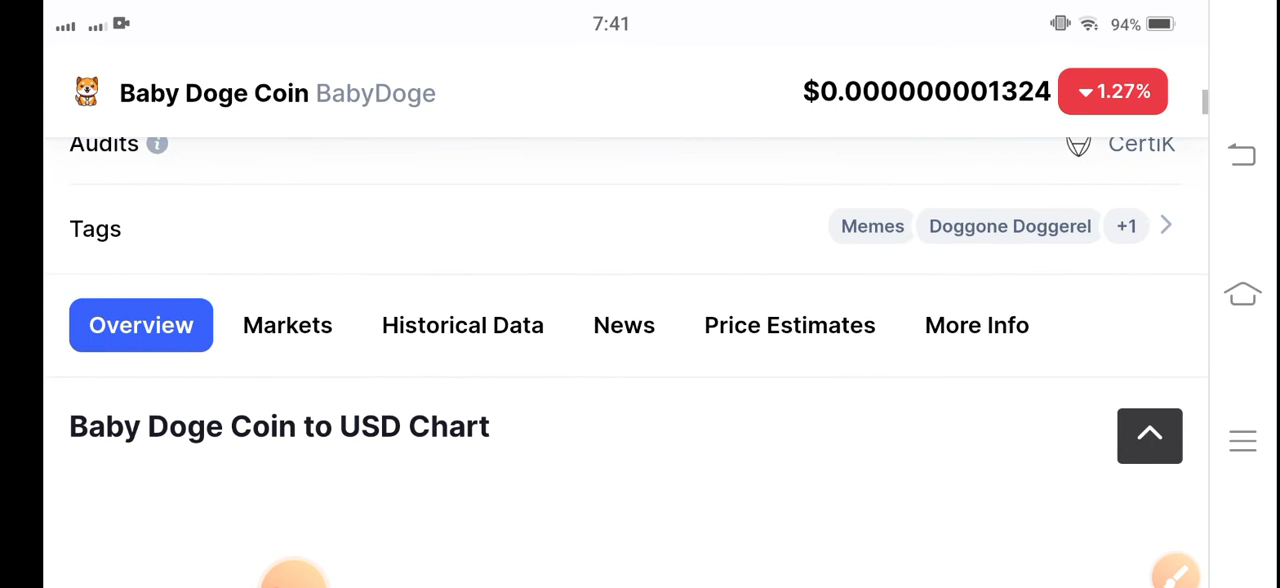 7:41
94%
Baby Doge Coin BabyDoge
$0.000000001324
1.27%
Audits
CertiK
Tags
Memes
Doggone Doggerel
+1
Overview
Markets
Historical Data
News
Price Estimates
More Info
Baby Doge Coin to USD Chart